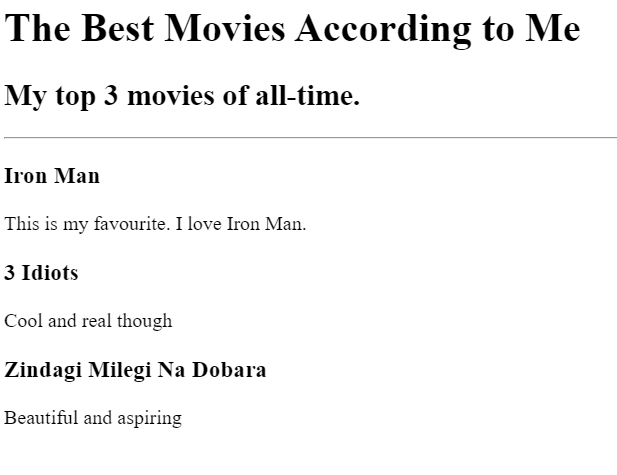 The Best Movies According to Me
My top 3 movies of all-time.
Iron Man
This is my favourite. I love Iron Man.
3 Idiots
Cool and real though
Zindagi Milegi Na Dobara
Beautiful and aspiring